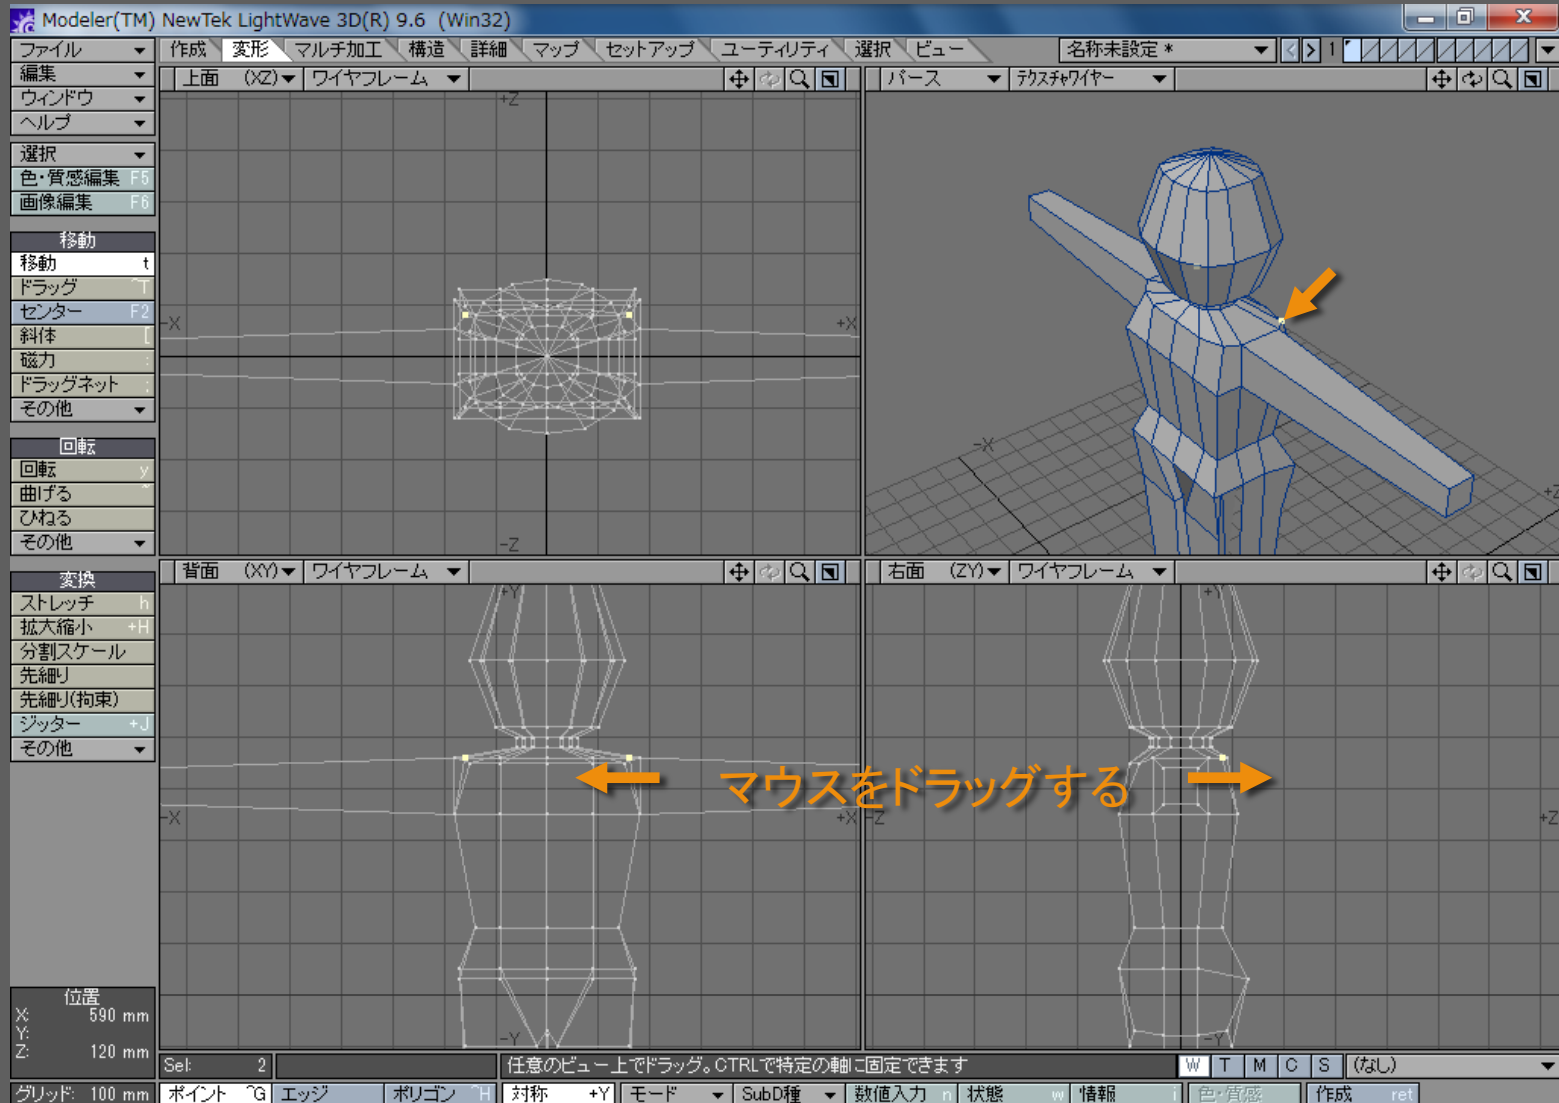 Modeler(TM) NewTek LightWave 3D(R) 9.6 (Win32)
ファイル 作成 変形 マルチ加工 構造 詳細 マップ セットアップ ユーティリティ 選択 ビュー 名称未設定 * < > 1
編集
ウィンドウ
ヘルプ
選択
色・質感編集 F5
画像編集 F6
移動
移動 t
ドラッグ ^T
センター F2
斜体 [
磁力 :
ドラッグネット ;
その他
回転
回転 y
曲げる ~
ひねる
その他
変換
ストレッチ h
拡大縮小 +H
分割スケール
先細り
先細り(拘束)
ジッター +J
その他
上面 (XZ) ワイヤフレーム
+Z
-X
+X
-Z
パース テクスチャワイヤー
-X
+Z
背面 (XY) ワイヤフレーム
+Y
-X
+X
-Y
右面 (ZY) ワイヤフレーム
+Y
-Z
+Z
-Y
マウスをドラッグする
位置
X: 590 mm
Y:
Z: 120 mm
Sel: 2 任意のビュー上でドラッグ。CTRLで特定の軸に固定できます W T M C S (なし)
グリッド: 100 mm ポイント ^G エッジ ポリゴン ^H 対称 +Y モード SubD種 数値入力 n 状態 w 情報 i 色・質感 作成 ret